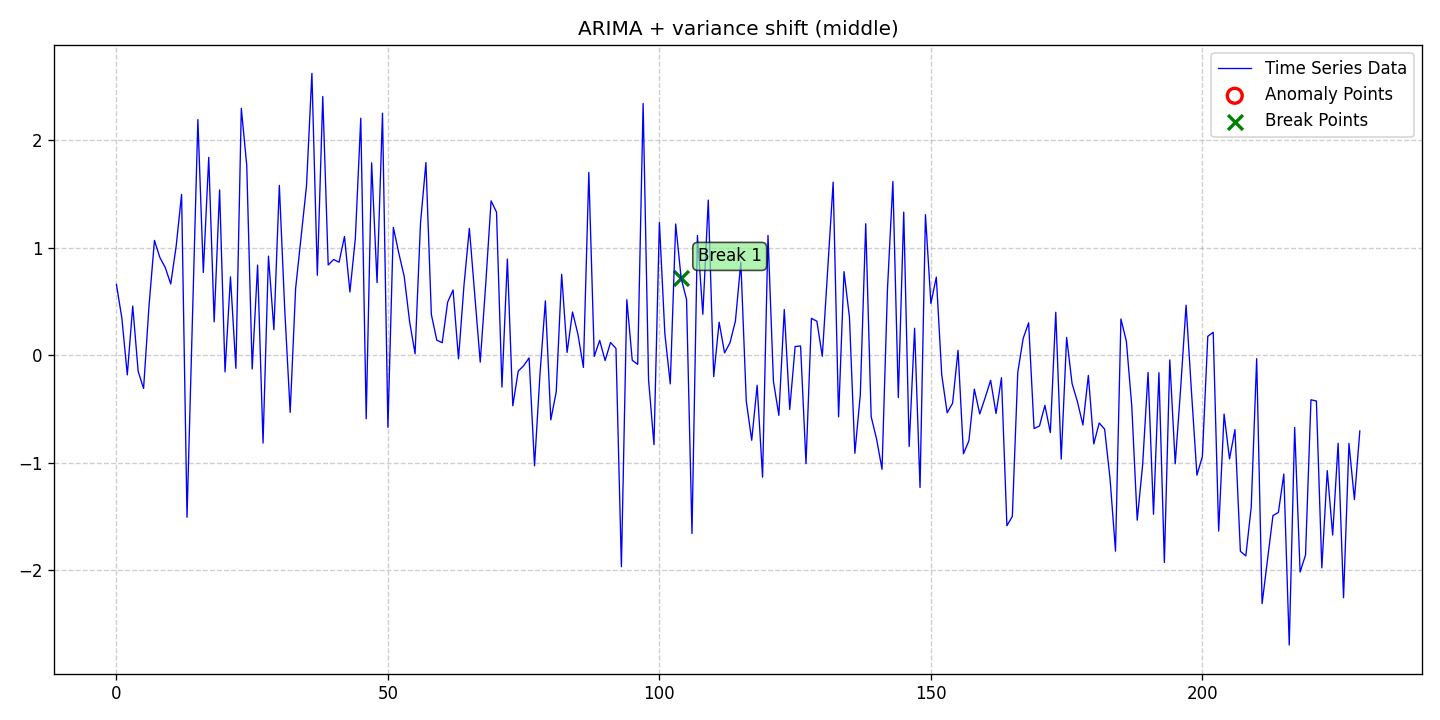 ARIMA + variance shift (middle)
Time Series Data
Anomaly Points
Break Points
Break 1
2
1
0
−1
−2
0
50
100
150
200